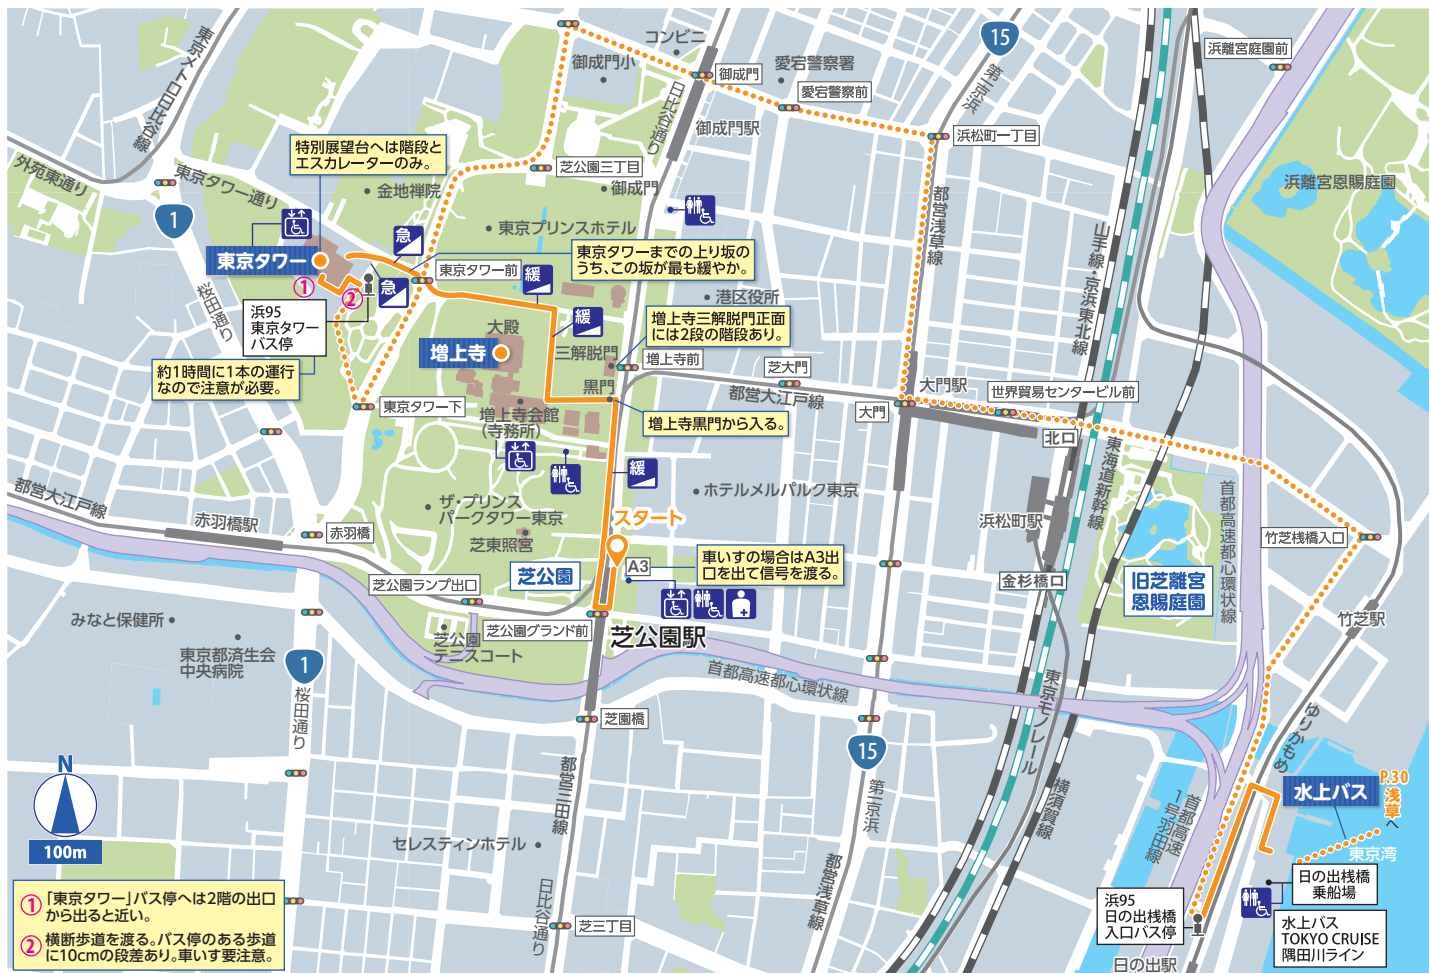 コンビニ
15
第一京浜
浜離宮庭園前
御成門小
御成門
愛宕警察署
愛宕警察前
東京メトロ日比谷線
日比谷通り
御成門駅
浜松町一丁目
特別展望台へは階段と
エスカレーターのみ。
外苑東通り
東京タワー通り
金地禅院
芝公園三丁目
御成門
都営浅草線
浜離宮恩賜庭園
1
東京プリンスホテル
山手線・京浜東北線
急
東京タワー
東京タワー前
東京タワーまでの上り坂の
うち、この坂が最も緩やか。
緩
急
桜田通り
①
②
浜95
東京タワー
バス停
港区役所
緩
大殿
増上寺三解脱門正面
には2段の階段あり。
増上寺
三解脱門
増上寺前
芝大門
約1時間に1本の運行
なので注意が必要。
黒門
都営大江戸線
大門駅
世界貿易センタービル前
東京タワー下
増上寺会館
(寺務所)
増上寺黒門から入る。
大門
北口
東海道新幹線
緩
都営大江戸線
赤羽橋駅
赤羽橋
ザ・プリンス
パークタワー東京
ホテルメルパルク東京
首都高速都心環状線
スタート
浜松町駅
竹芝桟橋入口
芝東照宮
芝公園
A3
車いすの場合はA3出
口を出て信号を渡る。
芝公園ランプ出口
金杉橋口
旧芝離宮
恩賜庭園
竹芝駅
みなと保健所
芝公園グランド前
芝公園駅
芝公園
テニスコート
東京都済生会
中央病院
1
桜田通り
首都高速都心環状線
東京モノレール
芝園橋
ゆりかもめ
15
第一京浜
都営三田線
横須賀線
首都高速
1号羽田線
水上バス
P.30
浅草へ
N
100m
セレスティンホテル
東京湾
日の出桟橋
乗船場
都営浅草線
日比谷通り
①「東京タワー」バス停へは2階の出口
から出ると近い。
②横断歩道を渡る。バス停のある歩道
に10cmの段差あり。車いす要注意。
芝三丁目
浜95
日の出桟橋
入口バス停
水上バス
TOKYO CRUISE
隅田川ライン
日の出駅